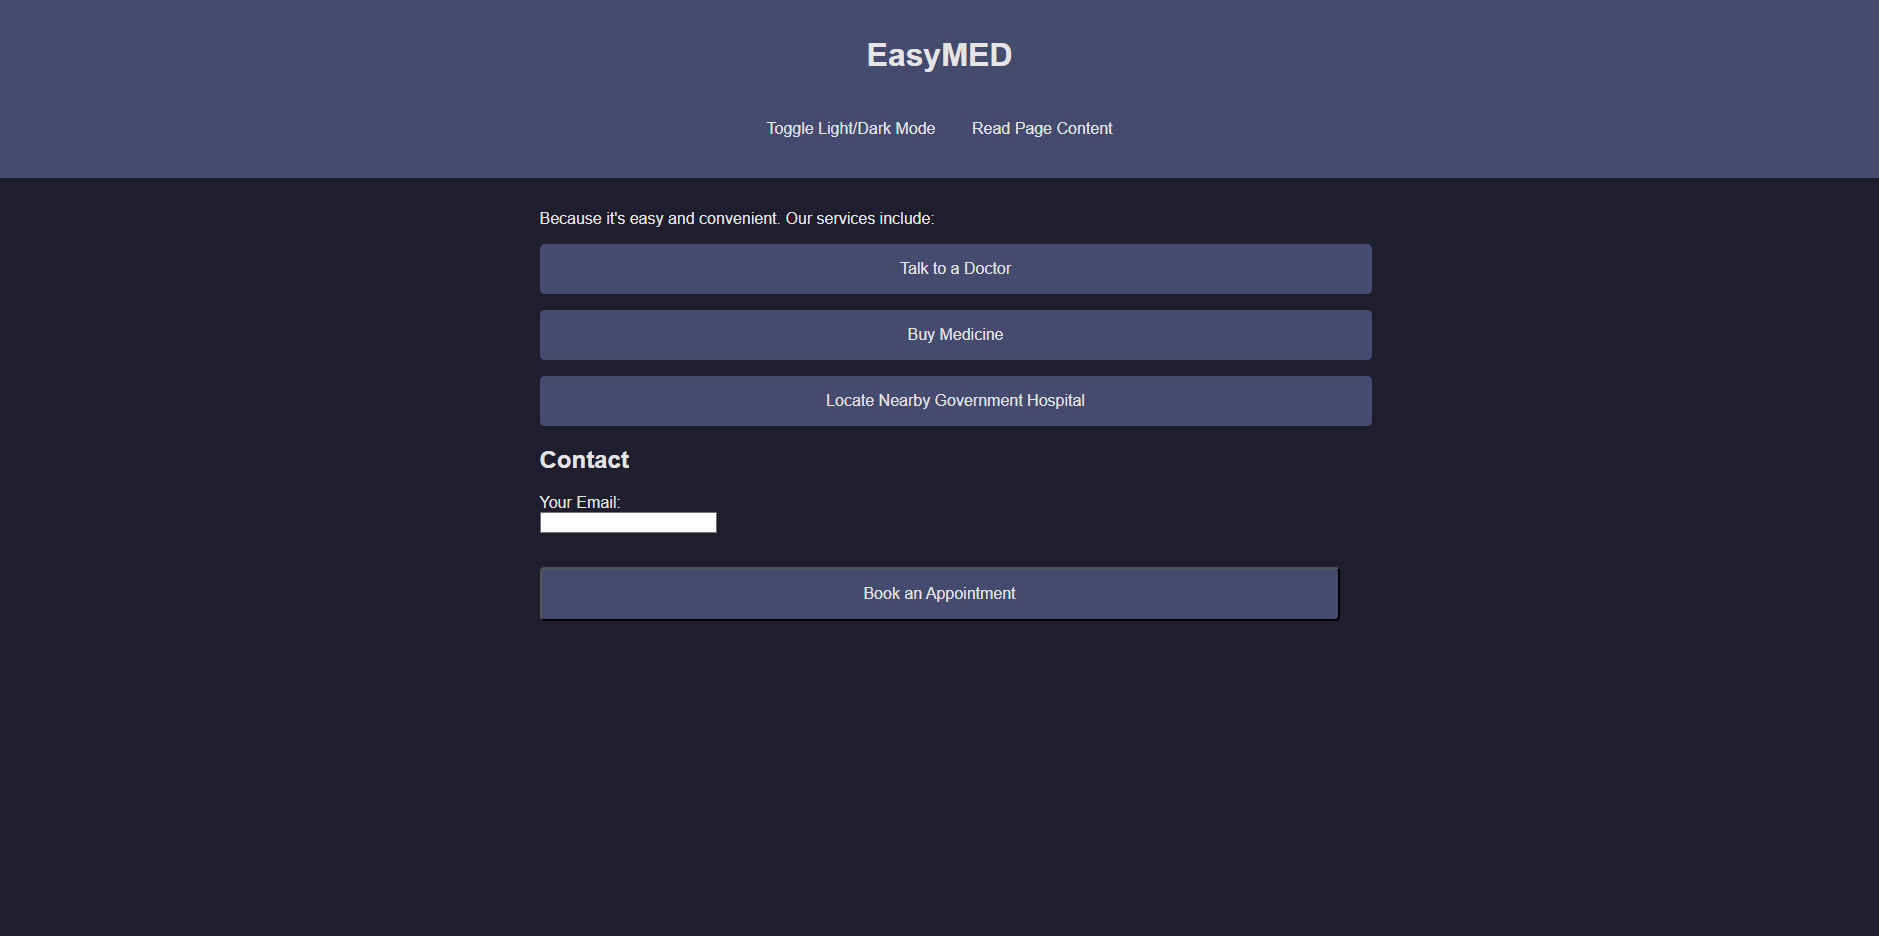 EasyMED
Toggle Light/Dark Mode Read Page Content
Because it's easy and convenient. Our services include:
Talk to a Doctor
Buy Medicine
Locate Nearby Government Hospital
Contact
Your Email:
Book an Appointment